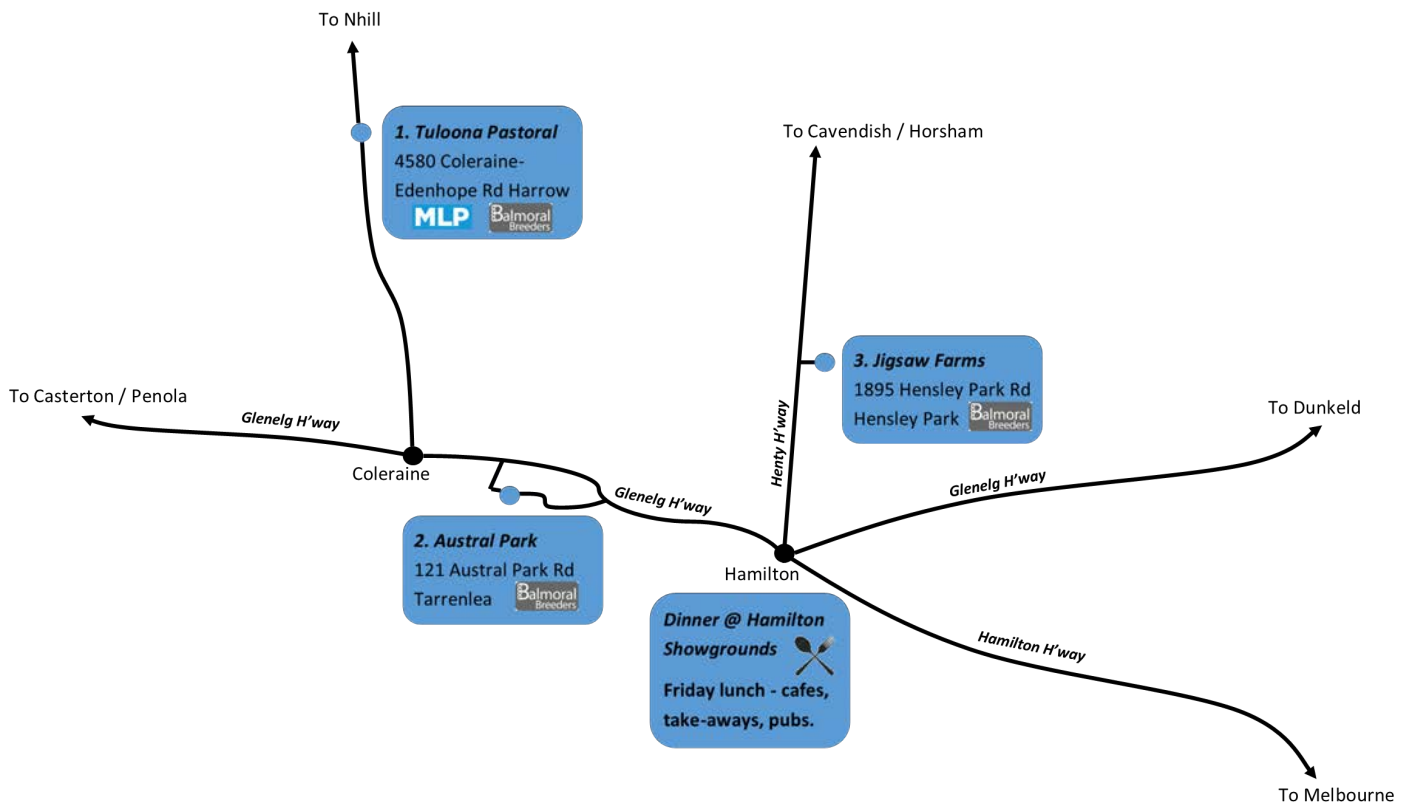 To Nhill
1. Tuloona Pastoral
4580 Coleraine-
Edenhope Rd Harrow
MLP Balmoral
Breeders
To Cavendish / Horsham
3. Jigsaw Farms
1895 Hensley Park Rd
Hensley Park Balmoral
Breeders
To Casterton / Penola
Glenelg H'way
Coleraine
Henty H'way
To Dunkeld
Glenelg H'way
Glenelg H'way
2. Austral Park
121 Austral Park Rd
Tarrenlea Balmoral
Breeders
Hamilton
Dinner @ Hamilton
Showgrounds
Friday lunch - cafes,
take-aways, pubs.
Hamilton H'way
To Melbourne